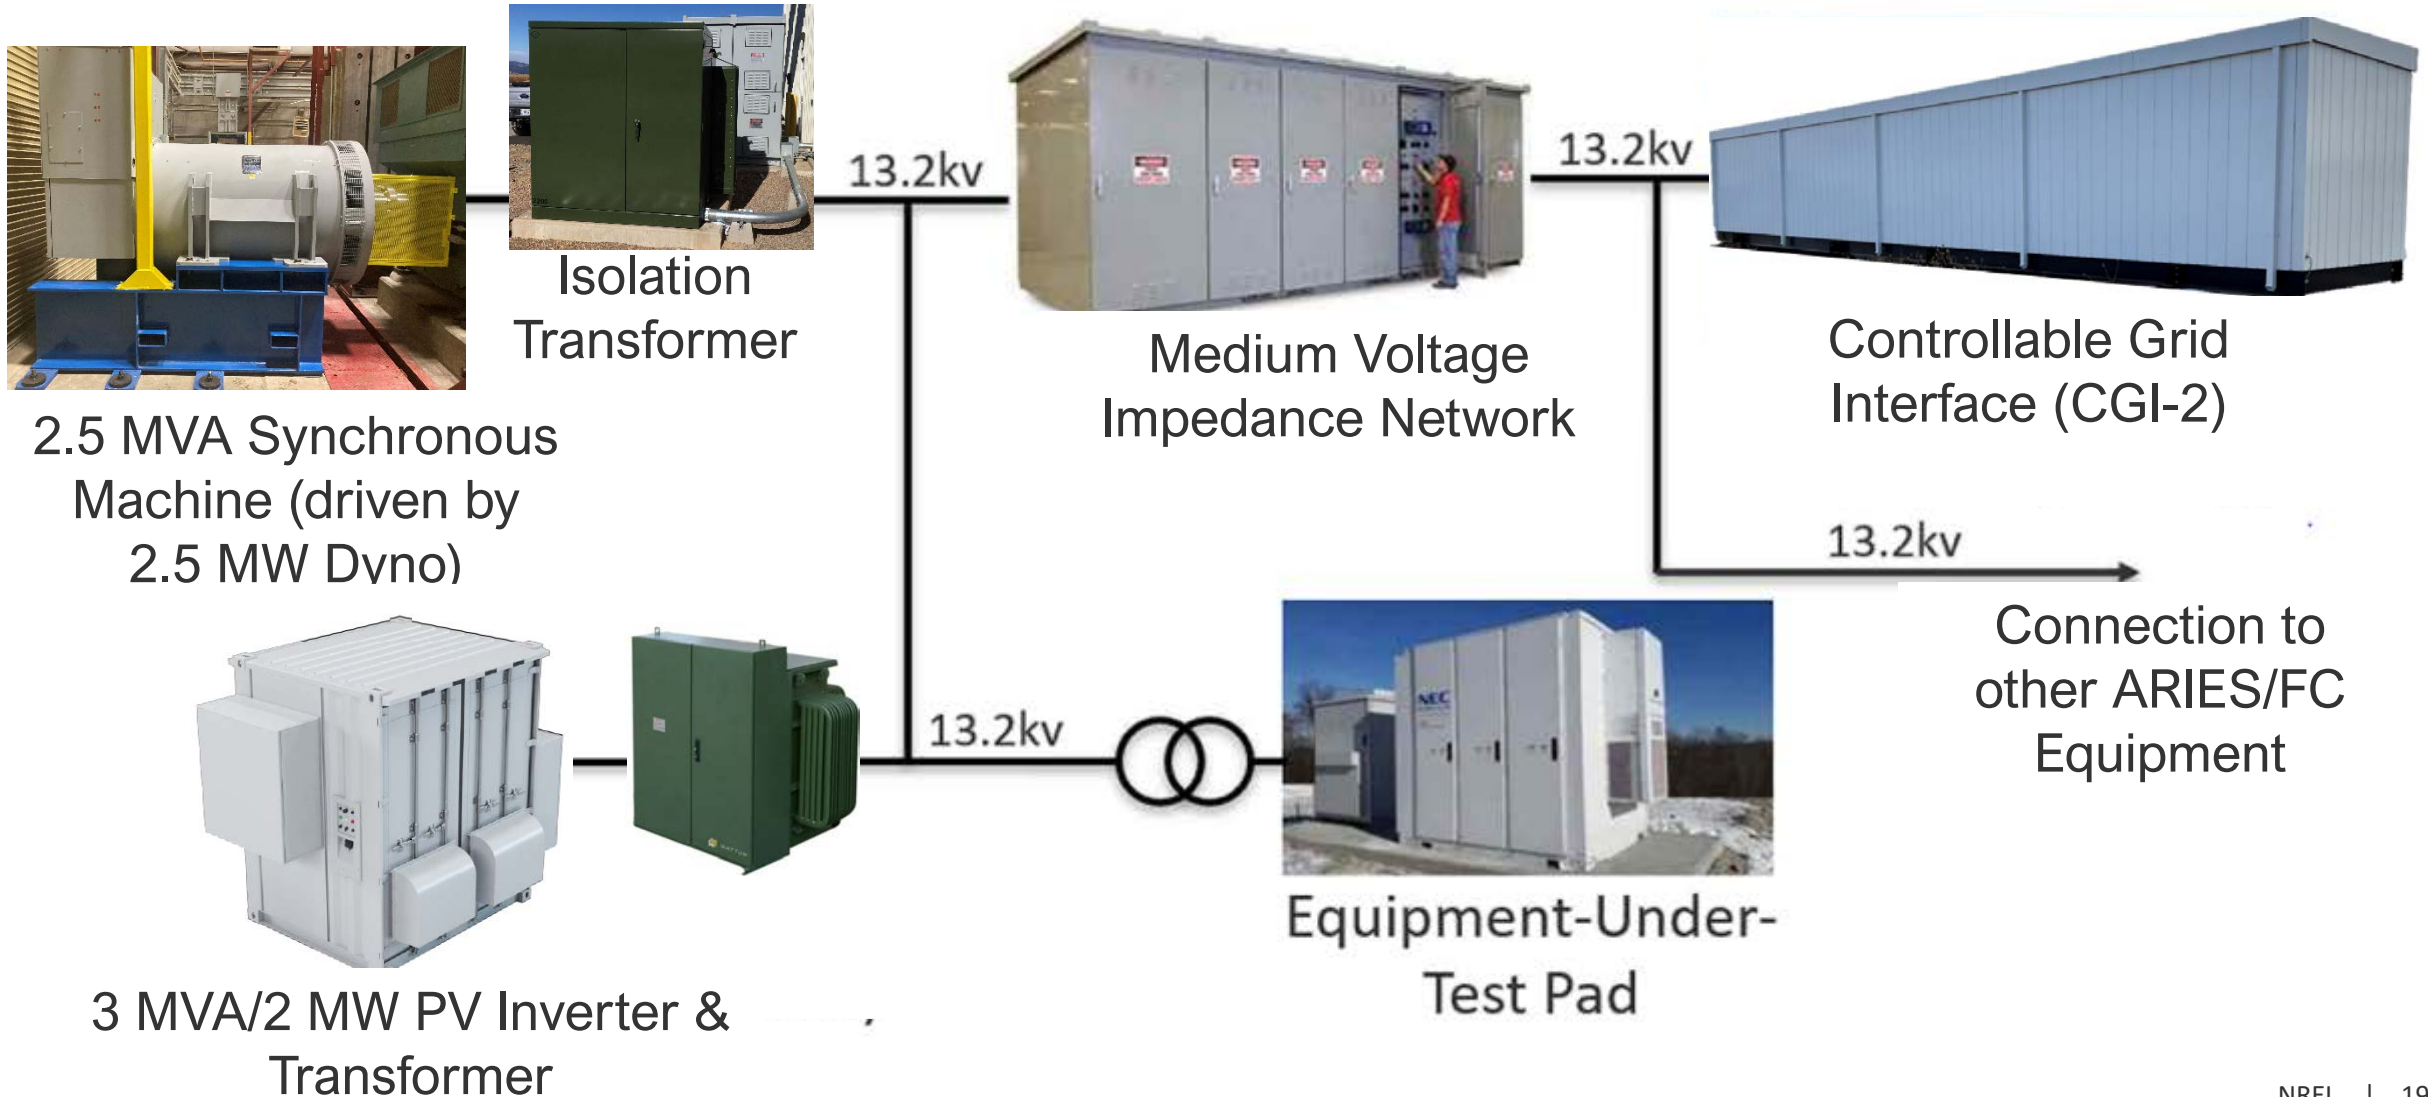 13.2kv
13.2kv
Isolation
Transformer
Medium Voltage
Impedance Network
Controllable Grid
Interface (CGI-2)
2.5 MVA Synchronous
Machine (driven by
2.5 MW Dyno)
13.2kv
Connection to
other ARIES/FC
Equipment
13.2kv
NEC
Equipment-Under-
Test Pad
3 MVA/2 MW PV Inverter &
Transformer
NREL | 19